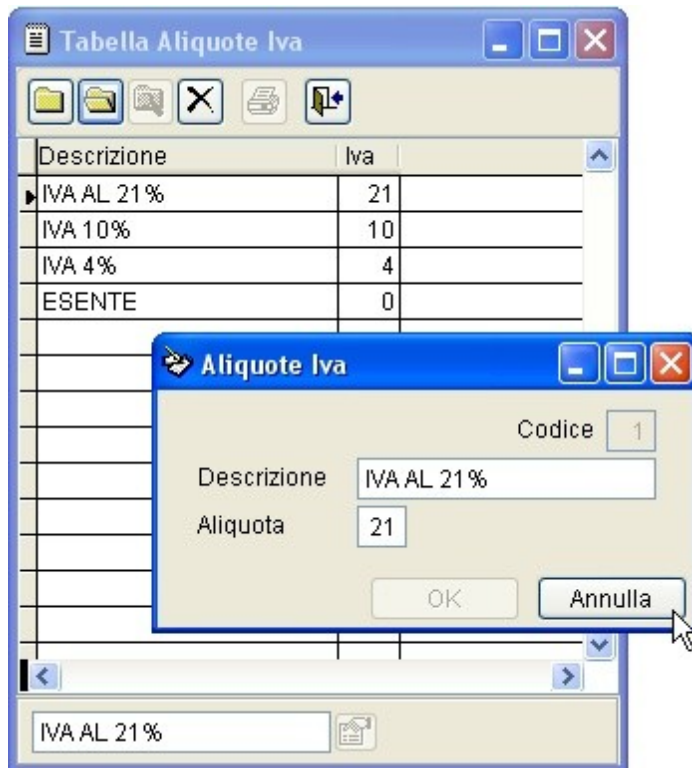 Tabella Aliquote Iva
Descrizione Iva
IVA AL 21% 21
IVA 10% 10
IVA 4% 4
ESENTE 0
Aliquote Iva
Codice 1
Descrizione IVA AL 21%
Aliquota 21
OK Annulla
IVA AL 21%